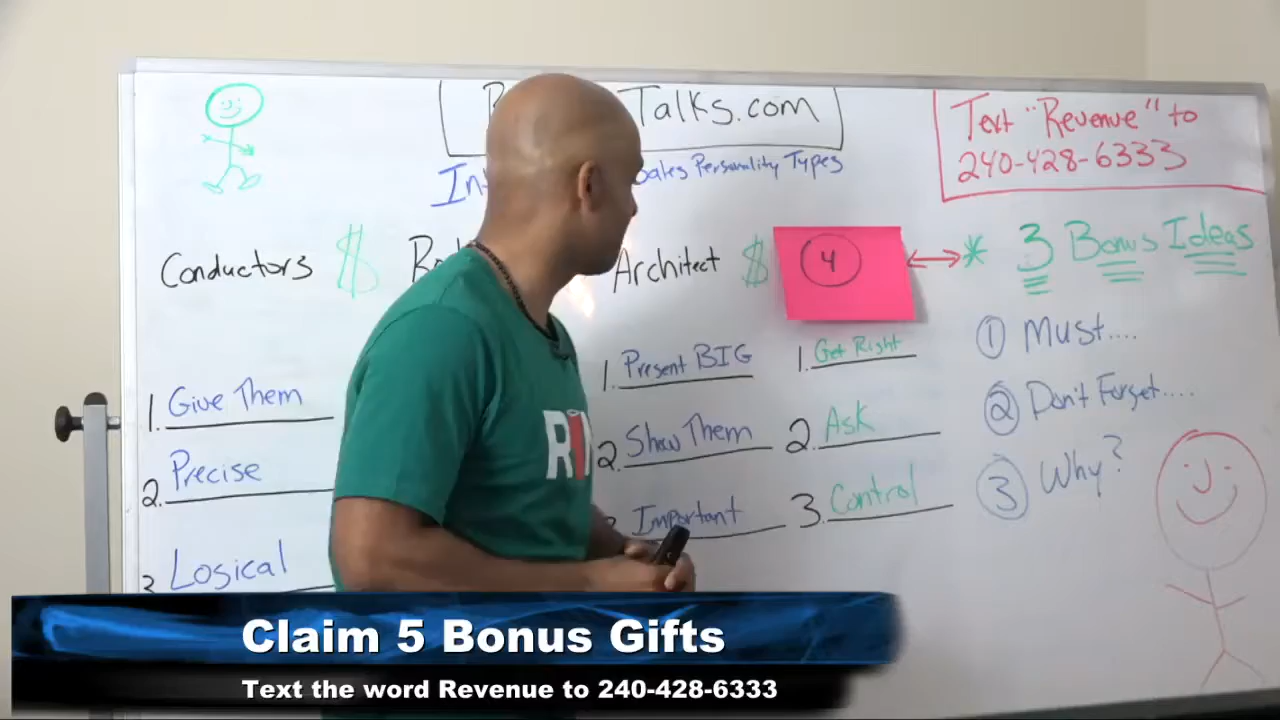 Talks.com
Text "Revenue" to
240-428-6333
Sales Personality Types
Conductors $
Architect $
4
* 3 Bonus Ideas
1. Give Them
2. Precise
3. Logical
1. Present BIG
2. Show Them
Important
1. Get Right
2. Ask
3. Control
1 Must....
2 Don't Forget....
3 Why?
Claim 5 Bonus Gifts
Text the word Revenue to 240-428-6333